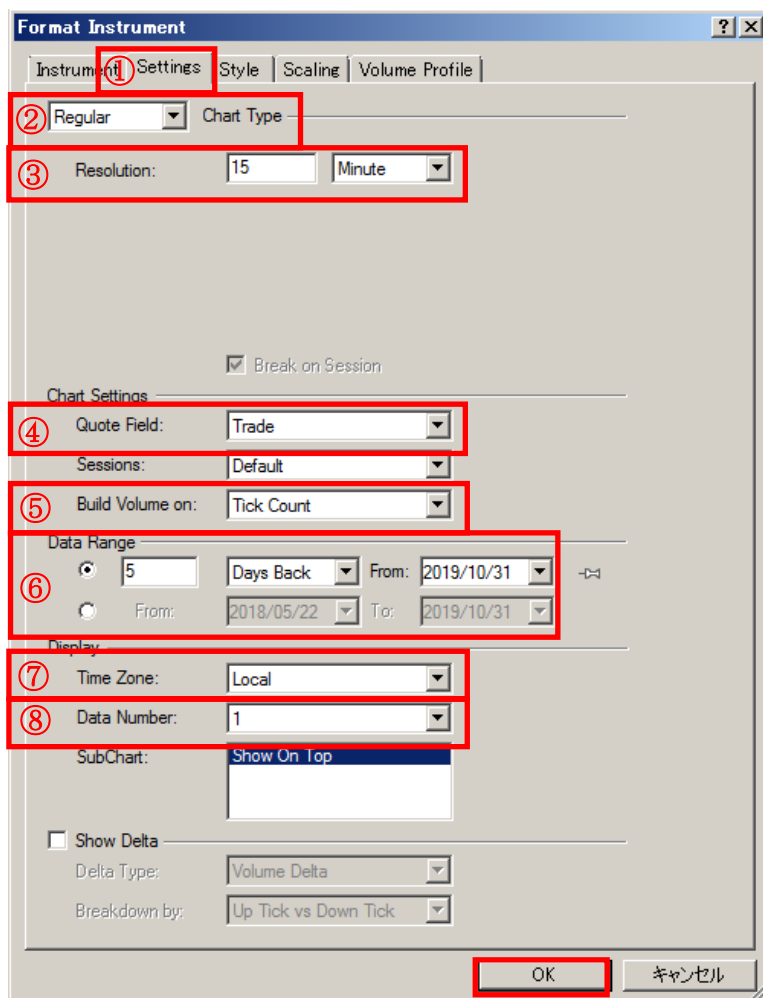 Format Instrument
Instrument ① Settings Style Scaling Volume Profile
② Regular Chart Type
③ Resolution: 15 Minute
Break on Session
Chart Settings
④ Quote Field: Trade
Sessions: Default
⑤ Build Volume on: Tick Count
Data Range
⑥ 5 Days Back From: 2019/10/31
From: 2018/05/22 To: 2019/10/31
Display
⑦ Time Zone: Local
⑧ Data Number: 1
SubChart: Show On Top
Show Delta
Delta Type: Volume Delta
Breakdown by: Up Tick vs Down Tick
OK キャンセル